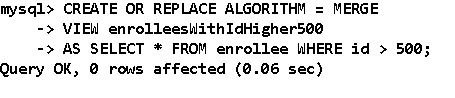 mysql> CREATE OR REPLACE ALGORITHM = MERGE
-> VIEW enrolleesWithIdHigher500
-> AS SELECT * FROM enrollee WHERE id > 500;
Query OK, 0 rows affected (0.06 sec)